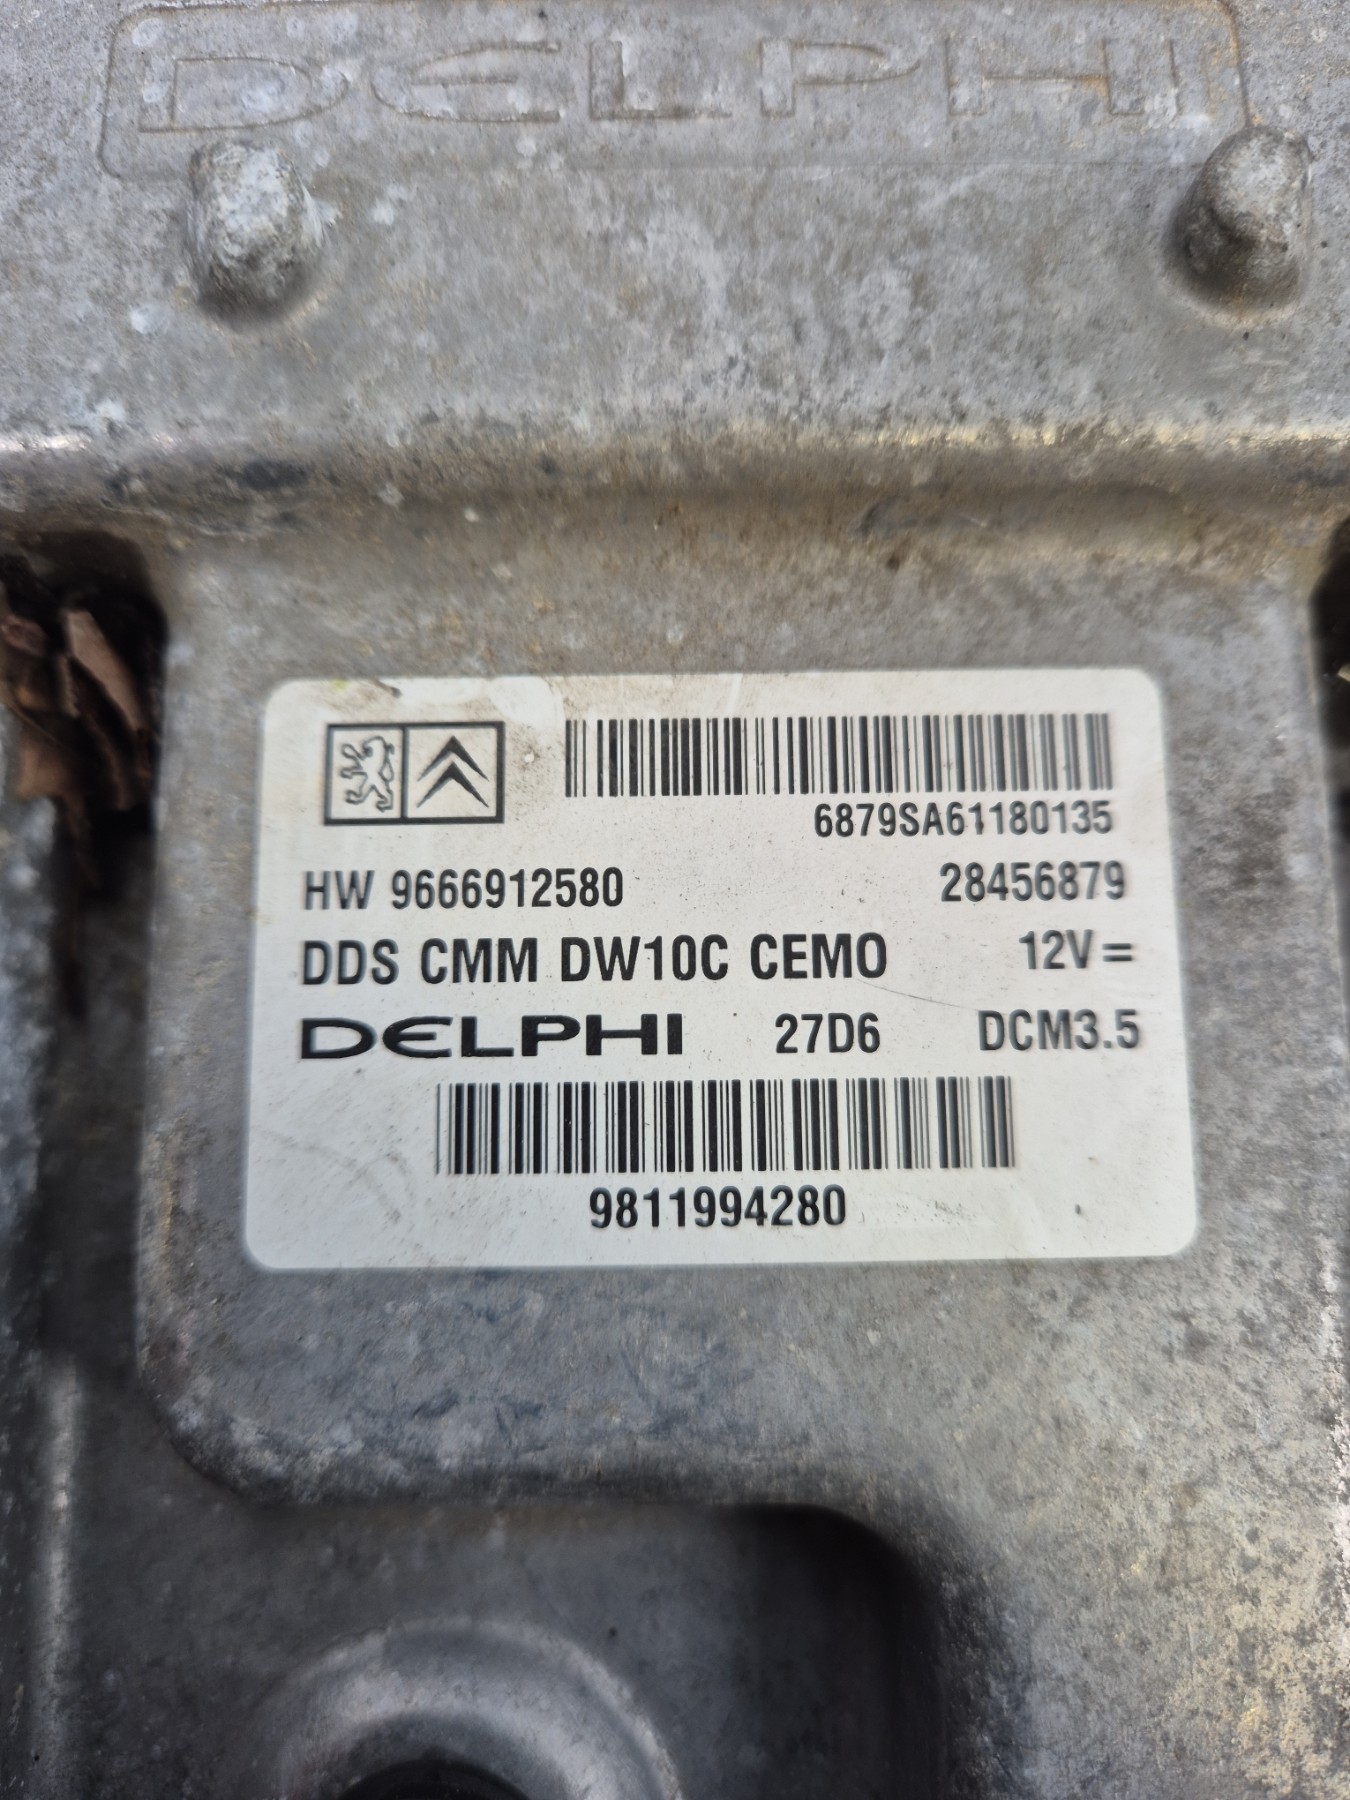 DELPHI
6879SA61180135
HW 9666912580 28456879
DDS CMM DW10C CEMO 12V=
DELPHI 27D6 DCM3.5
9811994280